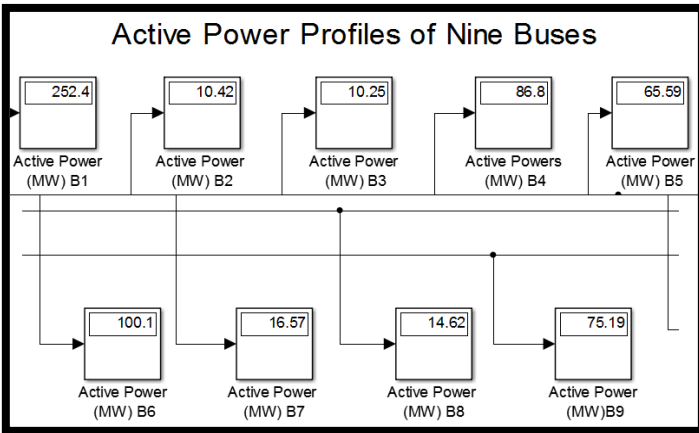 Active Power Profiles of Nine Buses
252.4
10.42
10.25
86.8
65.59
Active Power
(MW) B1
Active Power
(MW) B2
Active Power
(MW) B3
Active Powers
(MW) B4
Active Power
(MW) B5
100.1
16.57
14.62
75.19
Active Power
(MW) B6
Active Power
(MW) B7
Active Power
(MW) B8
Active Power
(MW)B9